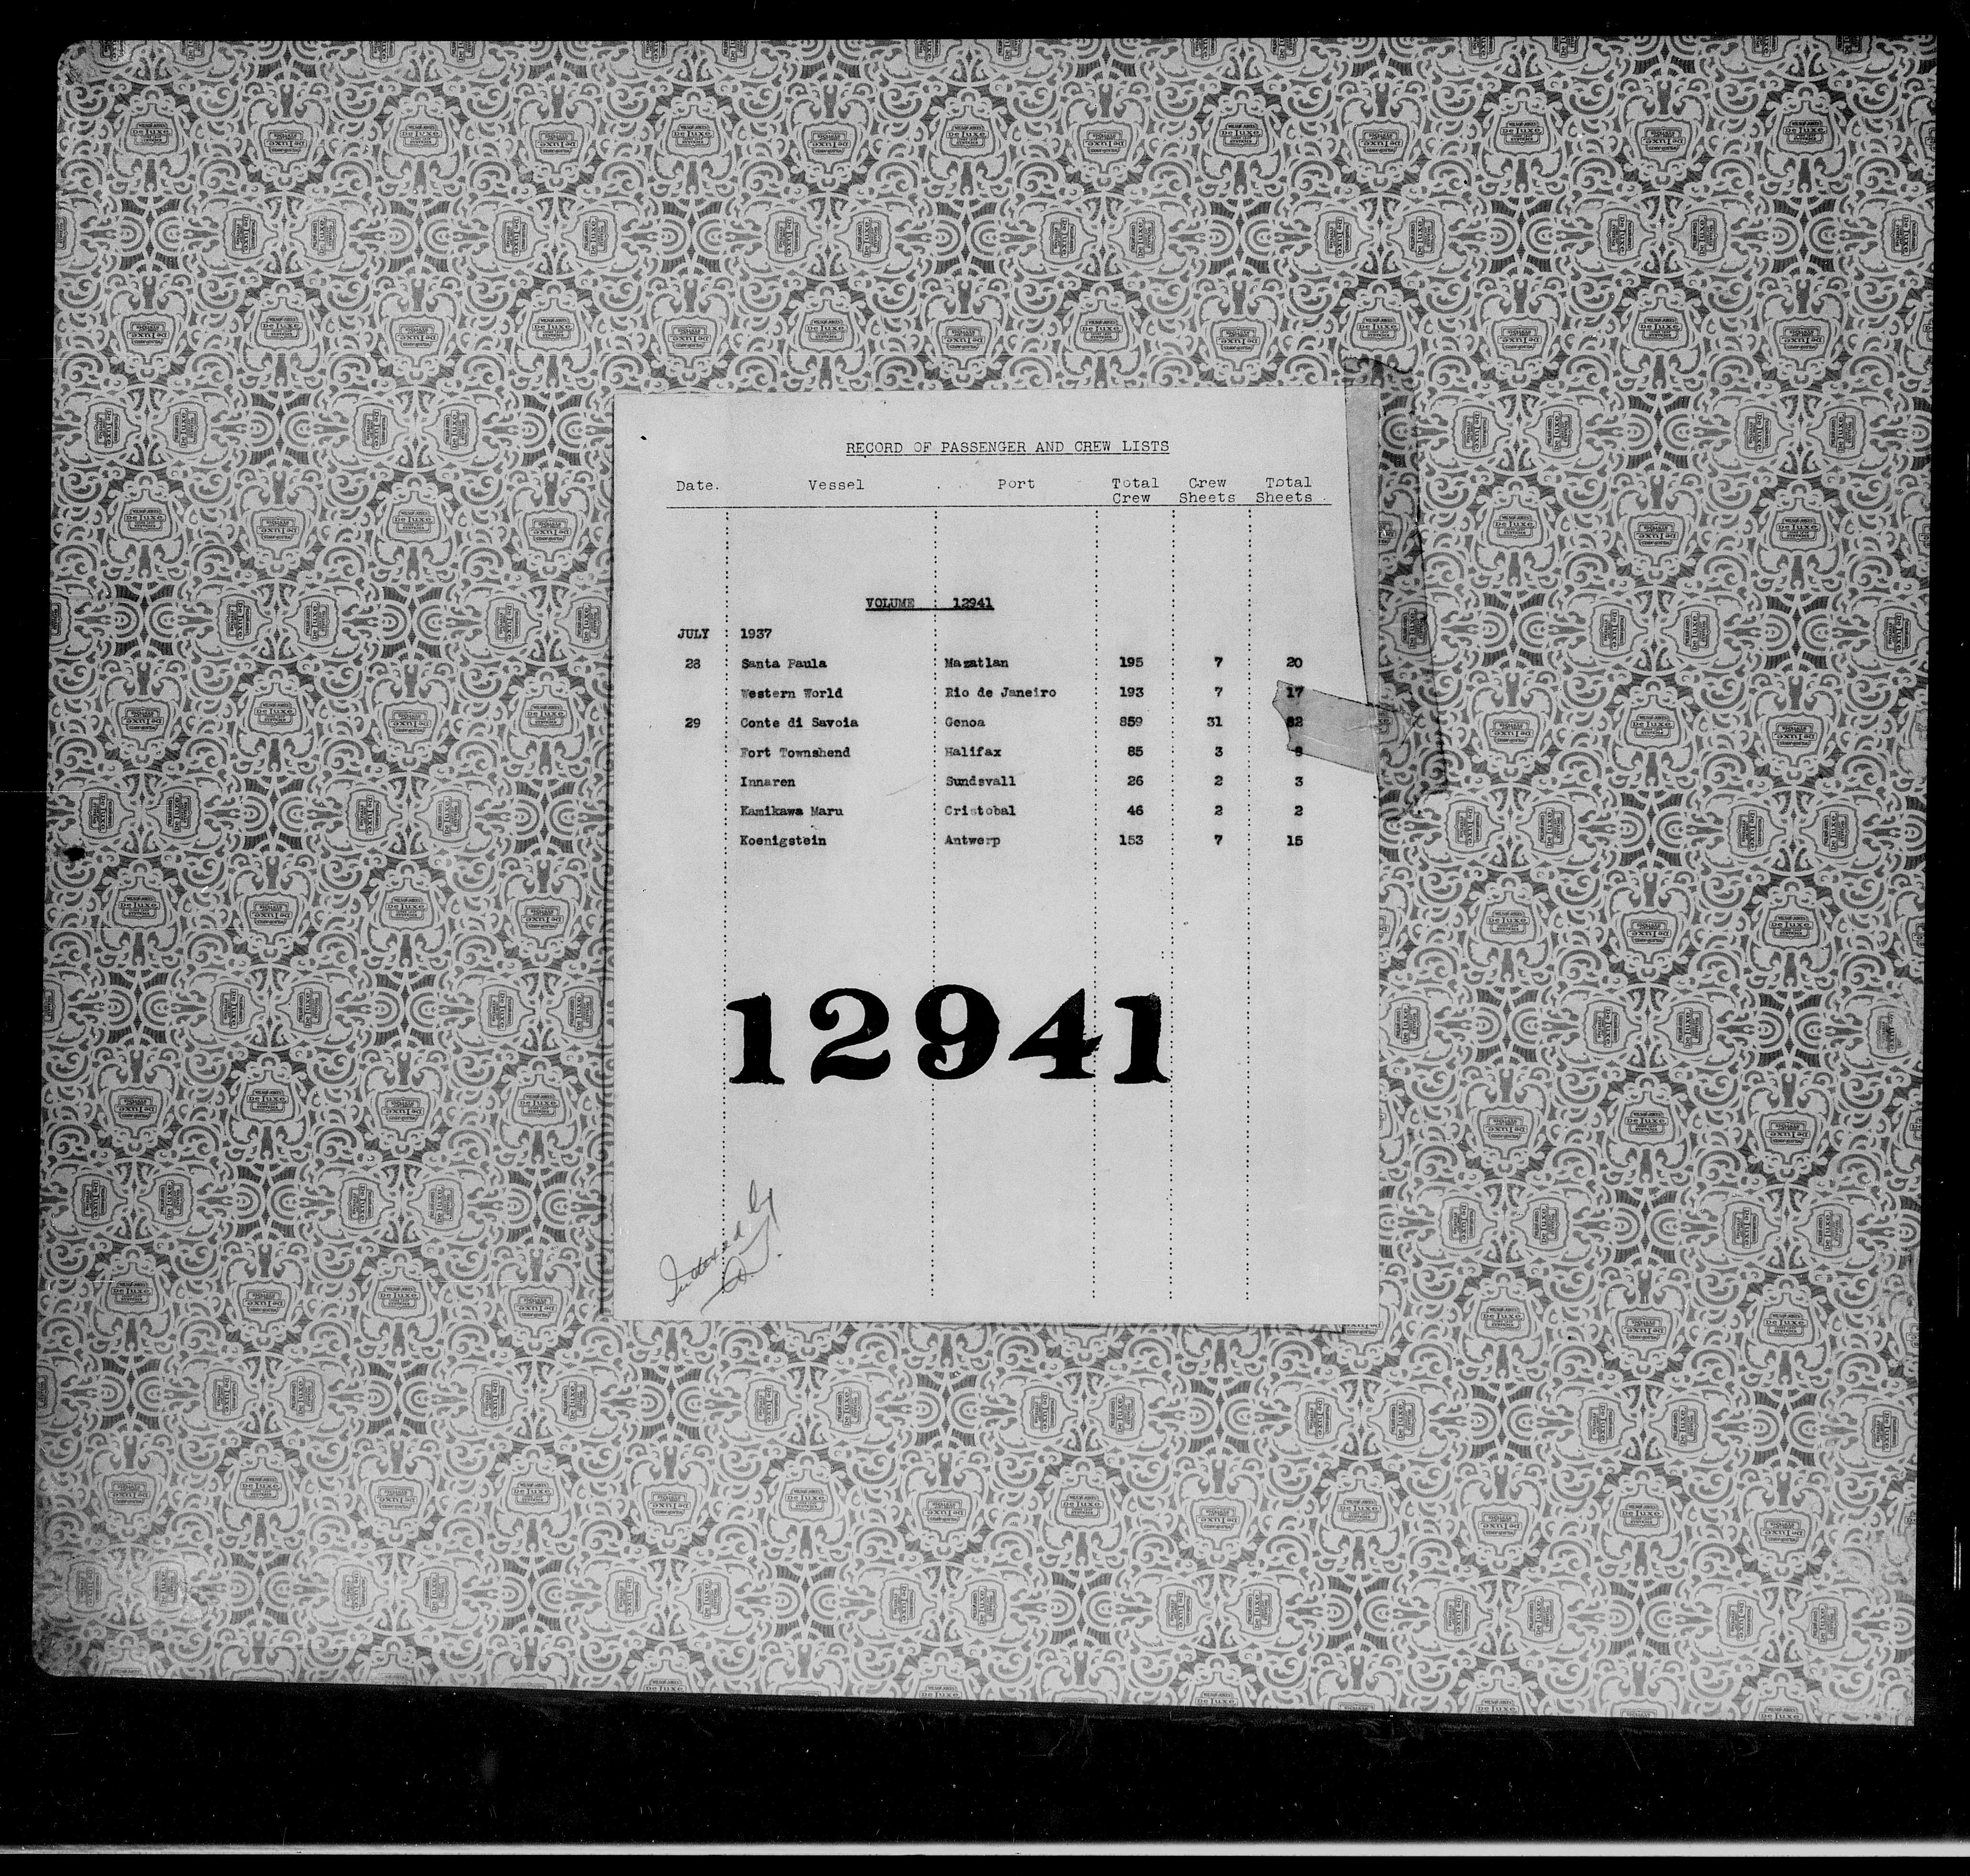 RECORD OF PASSENGER AND CREW LISTS
Date. Vessel Port Total Crew Crew Sheets Total Sheets
VOLUME 12941
JULY 1937
28 Santa Paula Mazatlan 195 7 20
Western World Rio de Janeiro 193 7 17
29 Conte di Savoia Genoa 859 31
Fort Townshend Halifax 85 3 8
Innaren Sundsvall 26 2 3
Kamikawa Maru Cristobal 46 2 2
Koenigstein Antwerp 153 7 15
12941
Indexed by